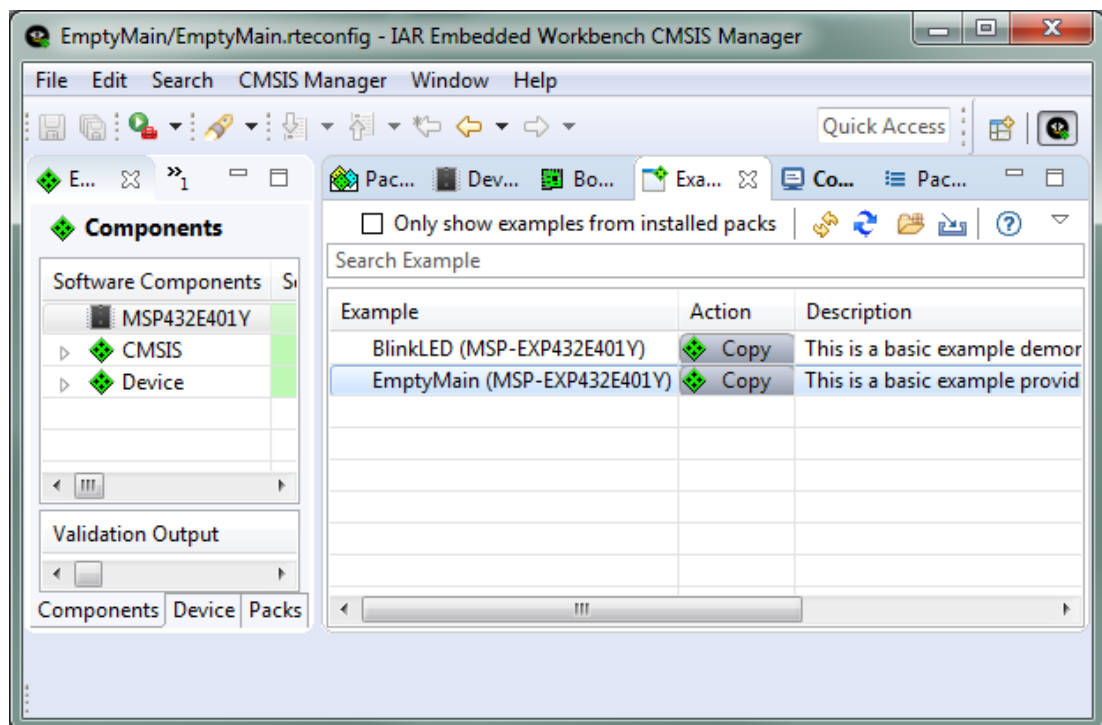 EmptyMain/EmptyMain.rteconfig - IAR Embedded Workbench CMSIS Manager
File Edit Search CMSIS Manager Window Help
Quick Access
E... »1
Pac... Dev... Bo... Exa... Co... Pac...
Components
Only show examples from installed packs
Search Example
Software Components
Example Action Description
MSP432E401Y
BlinkLED (MSP-EXP432E401Y) Copy This is a basic example demor
CMSIS
EmptyMain (MSP-EXP432E401Y) Copy This is a basic example provid
Device
Validation Output
Components Device Packs